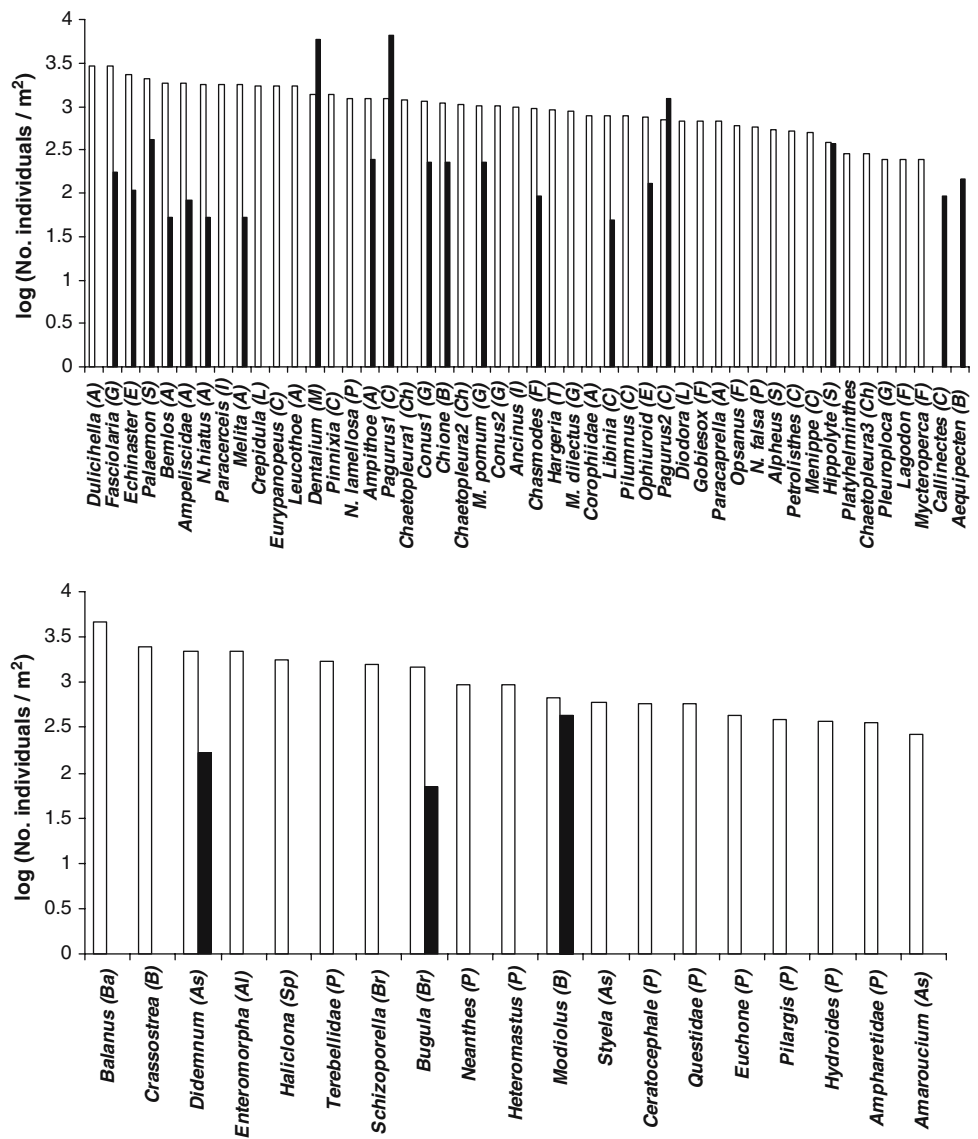 log (No. individuals / m²)
4
3.5
3
2.5
2
1.5
1
0.5
0
Dulcihella (A)
Fasciolaria (G)
Echinaster (E)
Palaemon (S)
Bemlos (A)
Ampeliscidae (A)
N.hiatus (A)
Paracerceis (I)
Melita (A)
Crepidula (L)
Eurypanopeus (C)
Leucothoe (A)
Dentalium (M)
Pinnixia (C)
N. lamellosa (P)
Ampithoe (A)
Pagurus1 (C)
Chaetopleura1 (Ch)
Conus1 (G)
Chione (B)
Chaetopleura2 (Ch)
M. pomum (G)
Conus2 (G)
Ancinus (I)
Chasmodes (F)
Hargeria (T)
M. dilectus (G)
Corophiidae (A)
Libinia (C)
Pilumnus (C)
Ophiuroid (E)
Pagurus2 (C)
Diodora (L)
Gobiesox (F)
Paracaprella (A)
Opsanus (F)
N. falsa (P)
Alpheus (S)
Petrolisthes (C)
Menippe (C)
Hippolyte (S)
Platyhelminthes
Chaetopleura3 (Ch)
Pleuroploca (G)
Lagodon (F)
Mycteroperca (F)
Callinectes (C)
Aequipecten (B)
log (No. individuals / m²)
4
3.5
3
2.5
2
1.5
1
0.5
0
Balanus (Ba)
Crassostrea (B)
Didemnum (As)
Enteromorpha (Al)
Haliclona (Sp)
Terebellidae (P)
Schizoporella (Br)
Bugula (Br)
Neanthes (P)
Heteromastus (P)
Modiolus (B)
Styela (As)
Ceratocephale (P)
Questidae (P)
Euchone (P)
Pilargis (P)
Hydroides (P)
Ampharetidae (P)
Amaroucium (As)